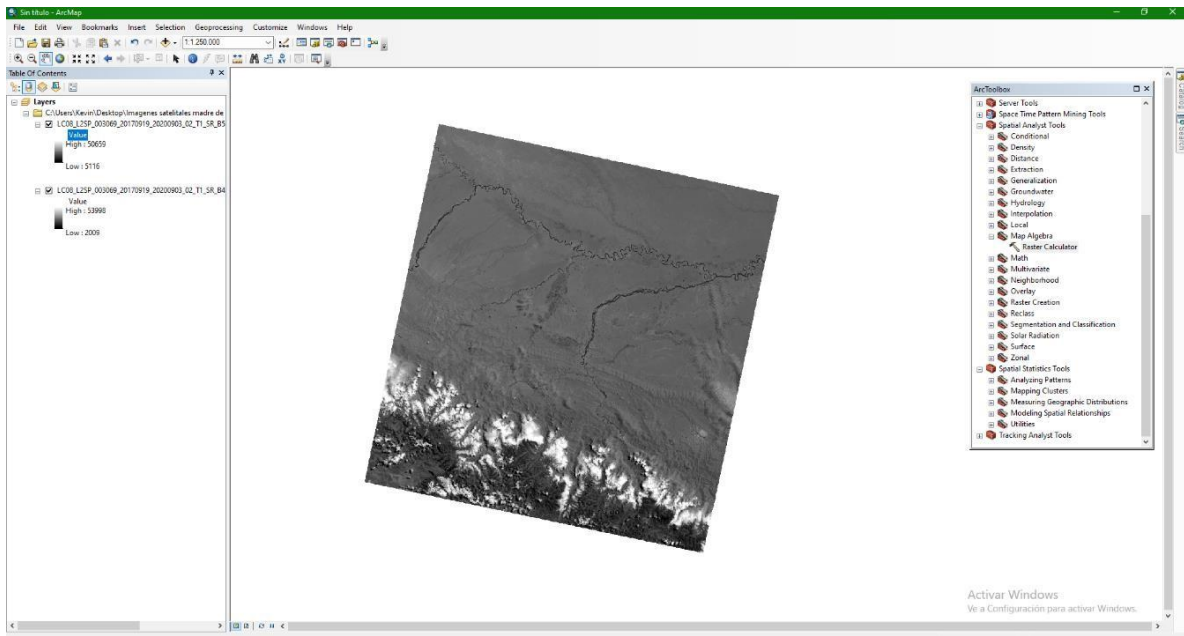 Sin título - ArcMap
File Edit View Bookmarks Insert Selection Geoprocessing Customize Windows Help
1:1.250.000
Table Of Contents
Layers
C:\Users\Kevin\Desktop\Imagenes satelitales madre de
LC08_L2SP_003069_20170919_20200903_02_T1_SR_B5
Value
High : 50659
Low : 5116
LC08_L2SP_003069_20170919_20200903_02_T1_SR_B4
Value
High : 53998
Low : 2009
ArcToolbox
Server Tools
Space Time Pattern Mining Tools
Spatial Analyst Tools
Conditional
Density
Distance
Extraction
Generalization
Groundwater
Hydrology
Interpolation
Local
Map Algebra
Raster Calculator
Math
Multivariate
Neighborhood
Overlay
Raster Creation
Reclass
Segmentation and Classification
Solar Radiation
Surface
Zonal
Spatial Statistics Tools
Analyzing Patterns
Mapping Clusters
Measuring Geographic Distributions
Modeling Spatial Relationships
Utilities
Tracking Analyst Tools
Catalog
Search
Activar Windows
Ve a Configuración para activar Windows.